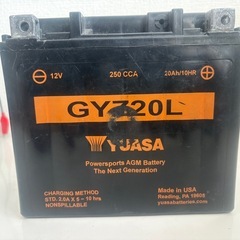 12V 250 CCA 20Ah/10HR
GYZ20L
YUASA
Powersports AGM Battery
The Next Generation
CHARGING METHOD Made in USA
STD. 2.0A X 5 ~ 10 hrs Reading, PA 19605
NONSPILLABLE yuasabatteries.com